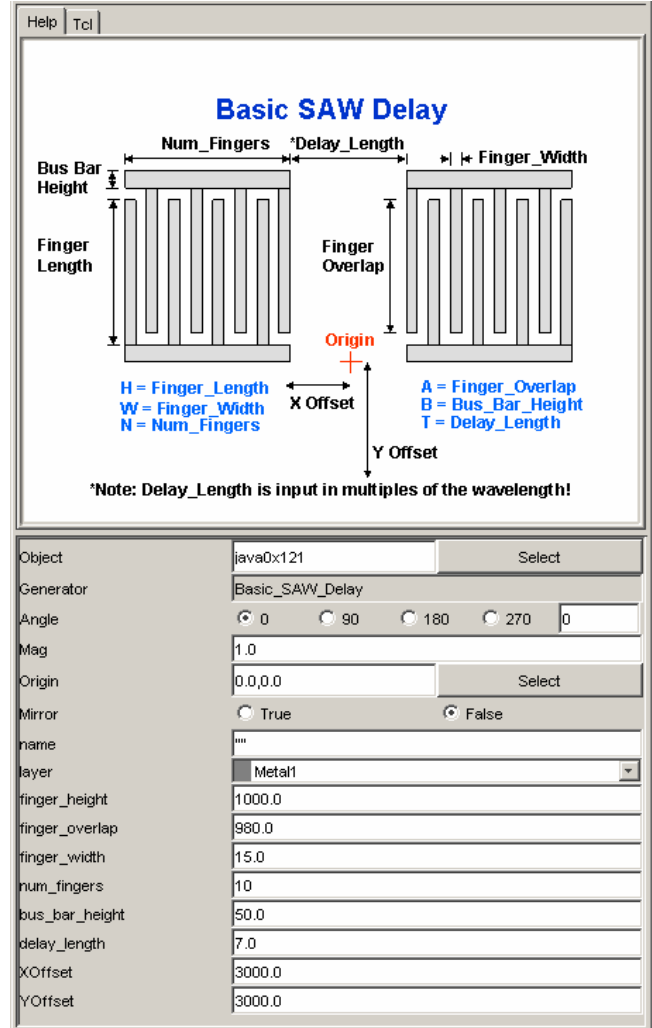 Help Tcl
Basic SAW Delay
Num_Fingers *Delay_Length
Finger_Width
Bus Bar
Height
Finger
Length
Finger
Overlap
Origin
H = Finger_Length
W = Finger_Width
N = Num_Fingers
X Offset
A = Finger_Overlap
B = Bus_Bar_Height
T = Delay_Length
Y Offset
*Note: Delay_Length is input in multiples of the wavelength!
Object java0x121 Select
Generator Basic_SAW_Delay
Angle 0 90 180 270 0
Mag 1.0
Origin 0.0,0.0 Select
Mirror True False
name ""
layer Metal1
finger_height 1000.0
finger_overlap 980.0
finger_width 15.0
num_fingers 10
bus_bar_height 50.0
delay_length 7.0
XOffset 3000.0
YOffset 3000.0